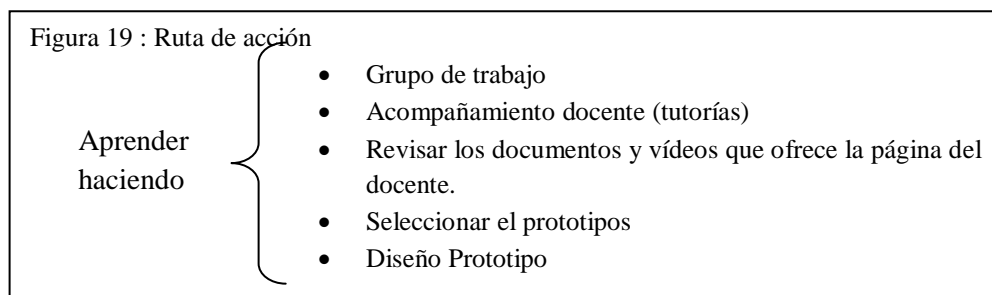 Figura 19 : Ruta de acción
Aprender
haciendo
• Grupo de trabajo
• Acompañamiento docente (tutorías)
• Revisar los documentos y vídeos que ofrece la página del
docente.
• Seleccionar el prototipos
• Diseño Prototipo